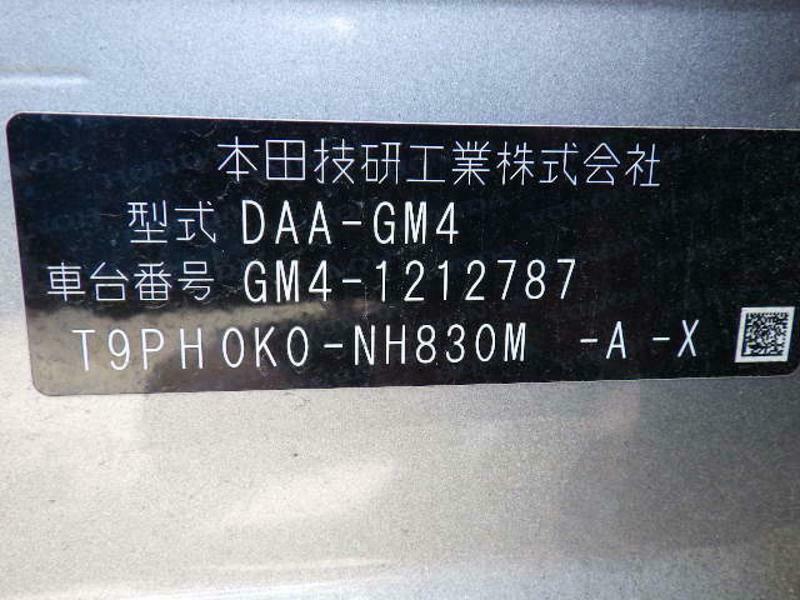 本田技研工業株式会社
型式 DAA-GM4
車台番号 GM4-1212787
T9PH0K0-NH830M -A -X